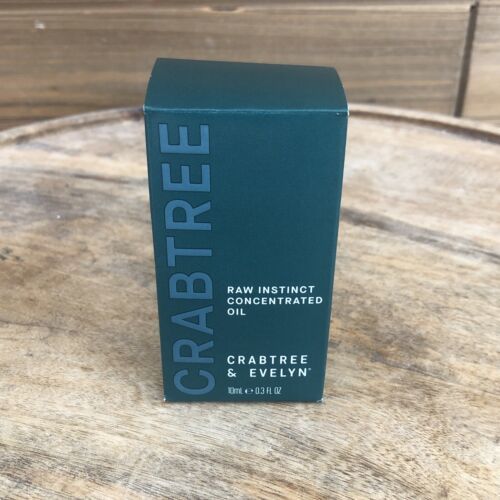 CRABTREE
RAW INSTINCT
CONCENTRATED
OIL
CRABTREE
& EVELYN®
10mL ℮ 0.3 FL OZ